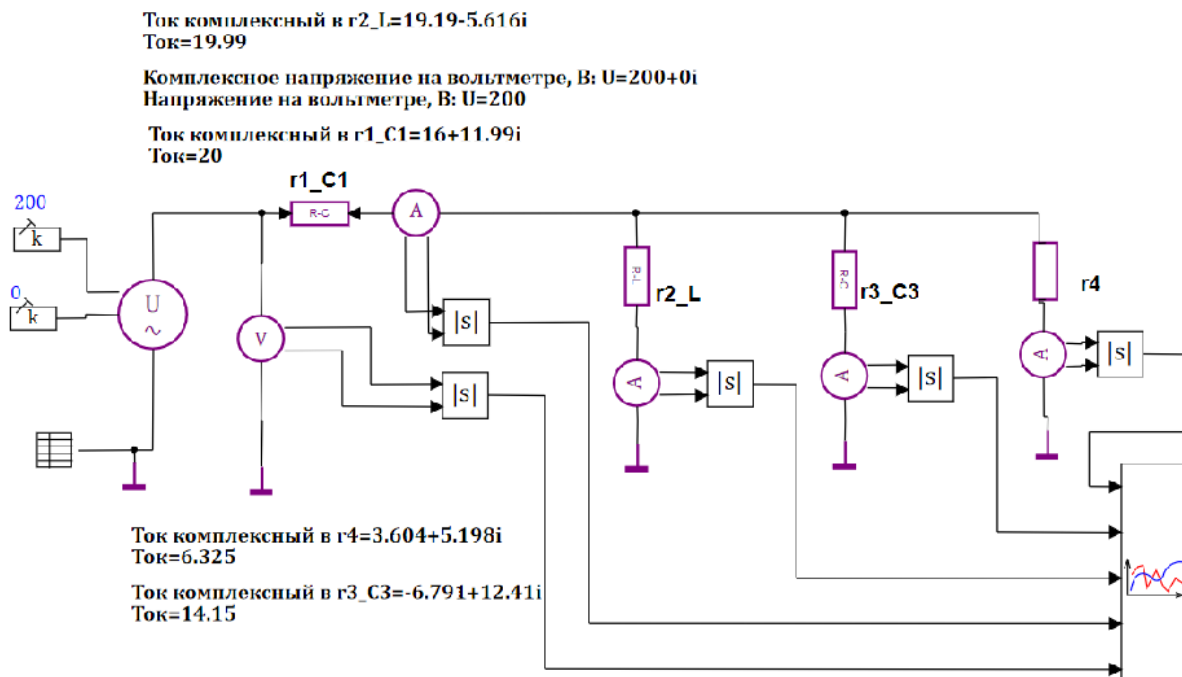 Ток комплексный в r2_L=19.19-5.616i
Ток=19.99
Комплексное напряжение на вольтметре, В: U=200+0i
Напряжение на вольтметре, В: U=200
Ток комплексный в r1_C1=16+11.99i
Ток=20
r1_C1
200
k
0
k
U
~
R-C
A
V
|s|
|s|
R-L
r2_L
A
|s|
R-C
r3_C3
A
|s|
r4
A
|s|
Ток комплексный в r4=3.604+5.198i
Ток=6.325
Ток комплексный в r3_C3=-6.791+12.41i
Ток=14.15